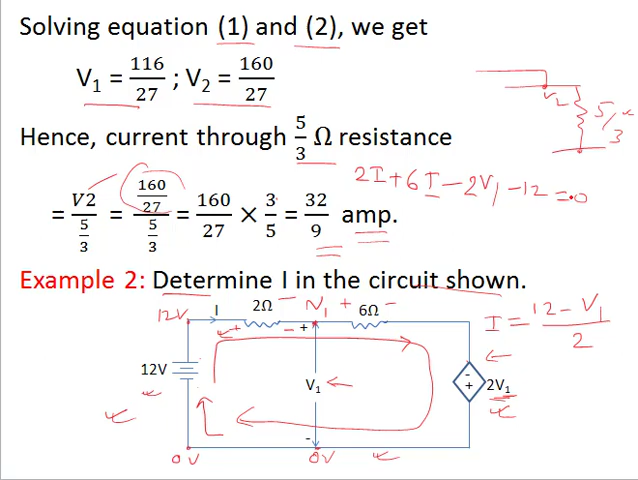 Solving equation (1) and (2), we get
V₁ = 116/27 ; V₂ = 160/27
V₂
5/3
Hence, current through 5/3 Ω resistance
2I + 6I - 2V₁ - 12 = 0
= V2/(5/3) = (160/27)/(5/3) = 160/27 × 3/5 = 32/9 amp.
Example 2: Determine I in the circuit shown.
12V I 2Ω - V₁ + 6Ω -
+ - +
I = (12 - V₁)/2
12V V₁ - + 2V₁
-
0V 0V